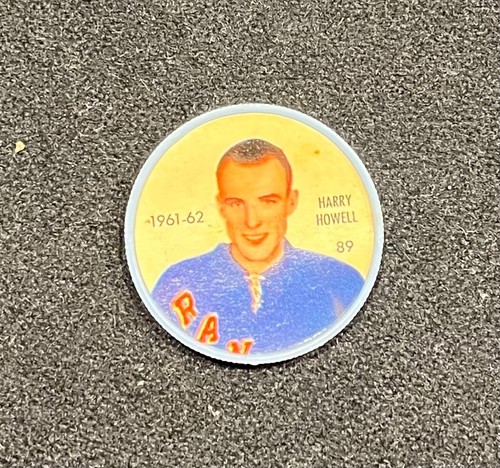 1961-62
HARRY
HOWELL
89
RAN